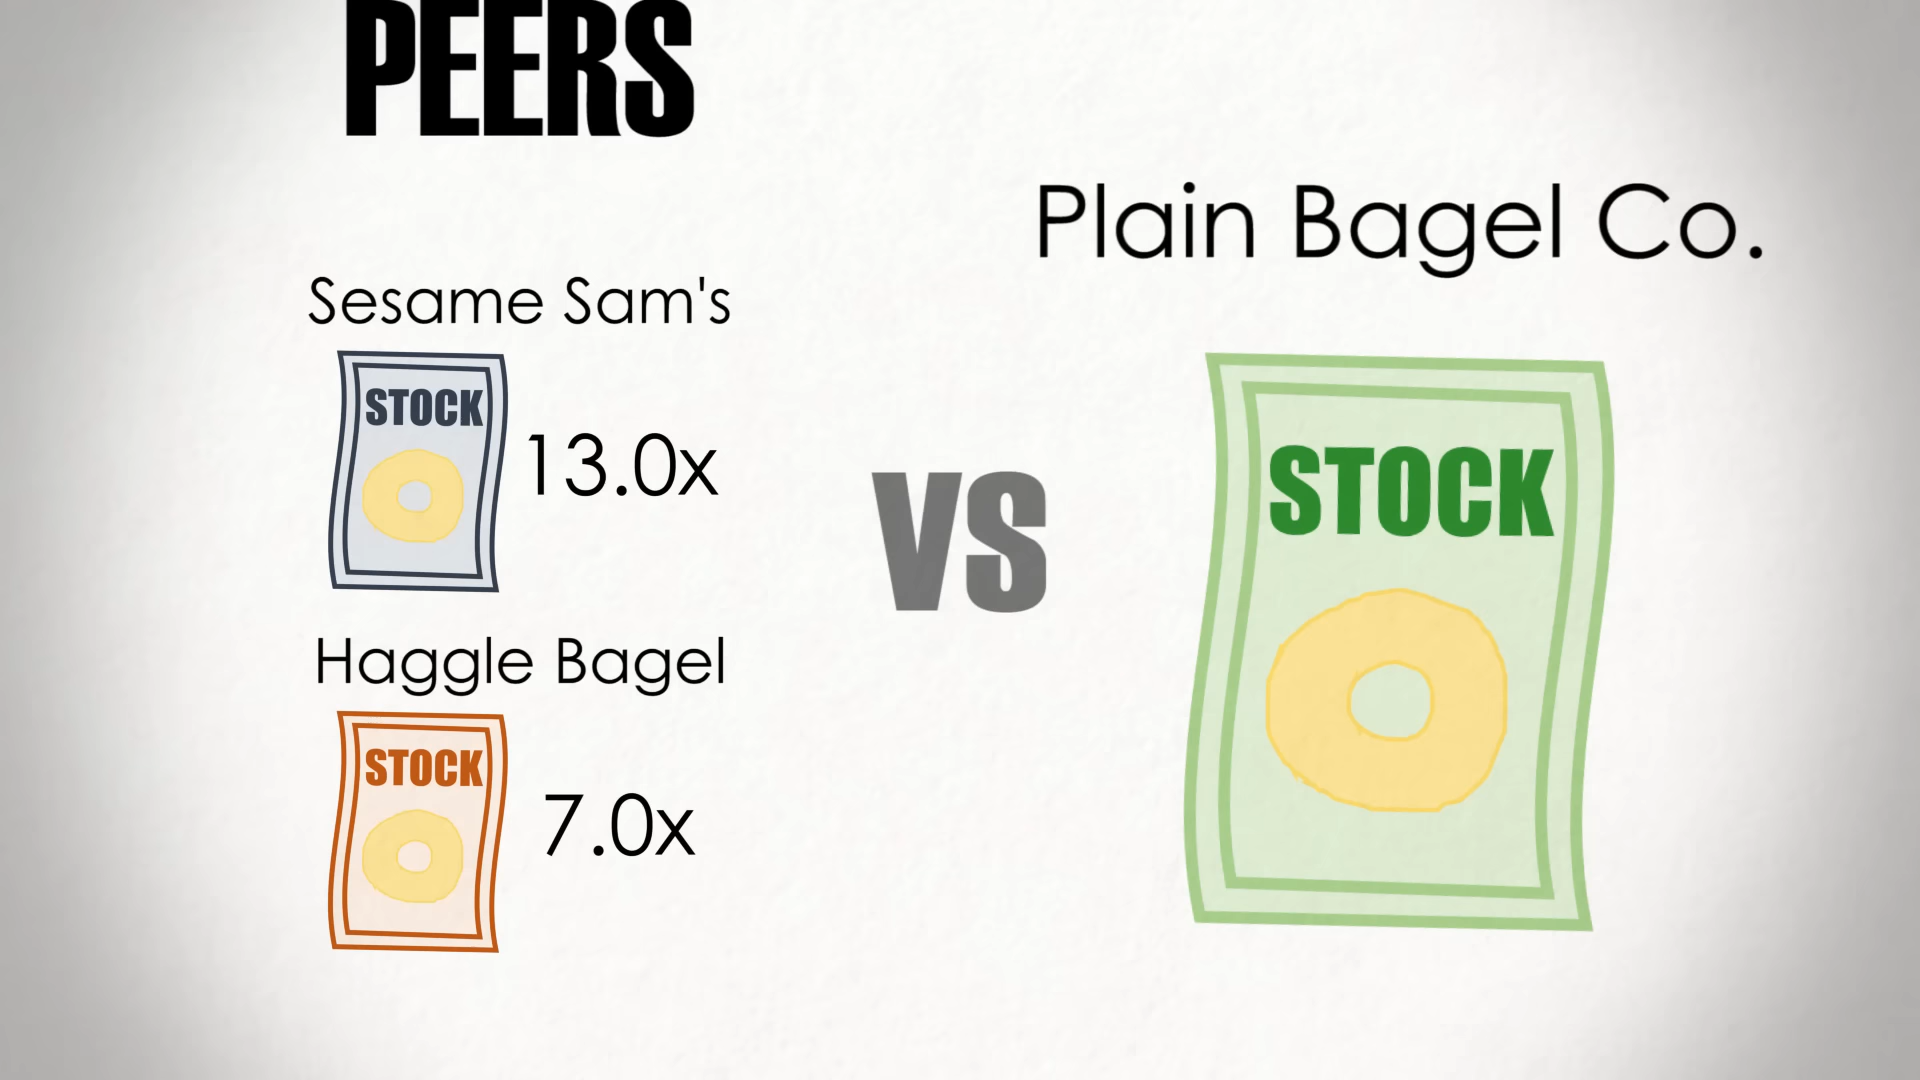 PEERS
Sesame Sam's
STOCK
13.0x
Haggle Bagel
STOCK
7.0x
VS
Plain Bagel Co.
STOCK